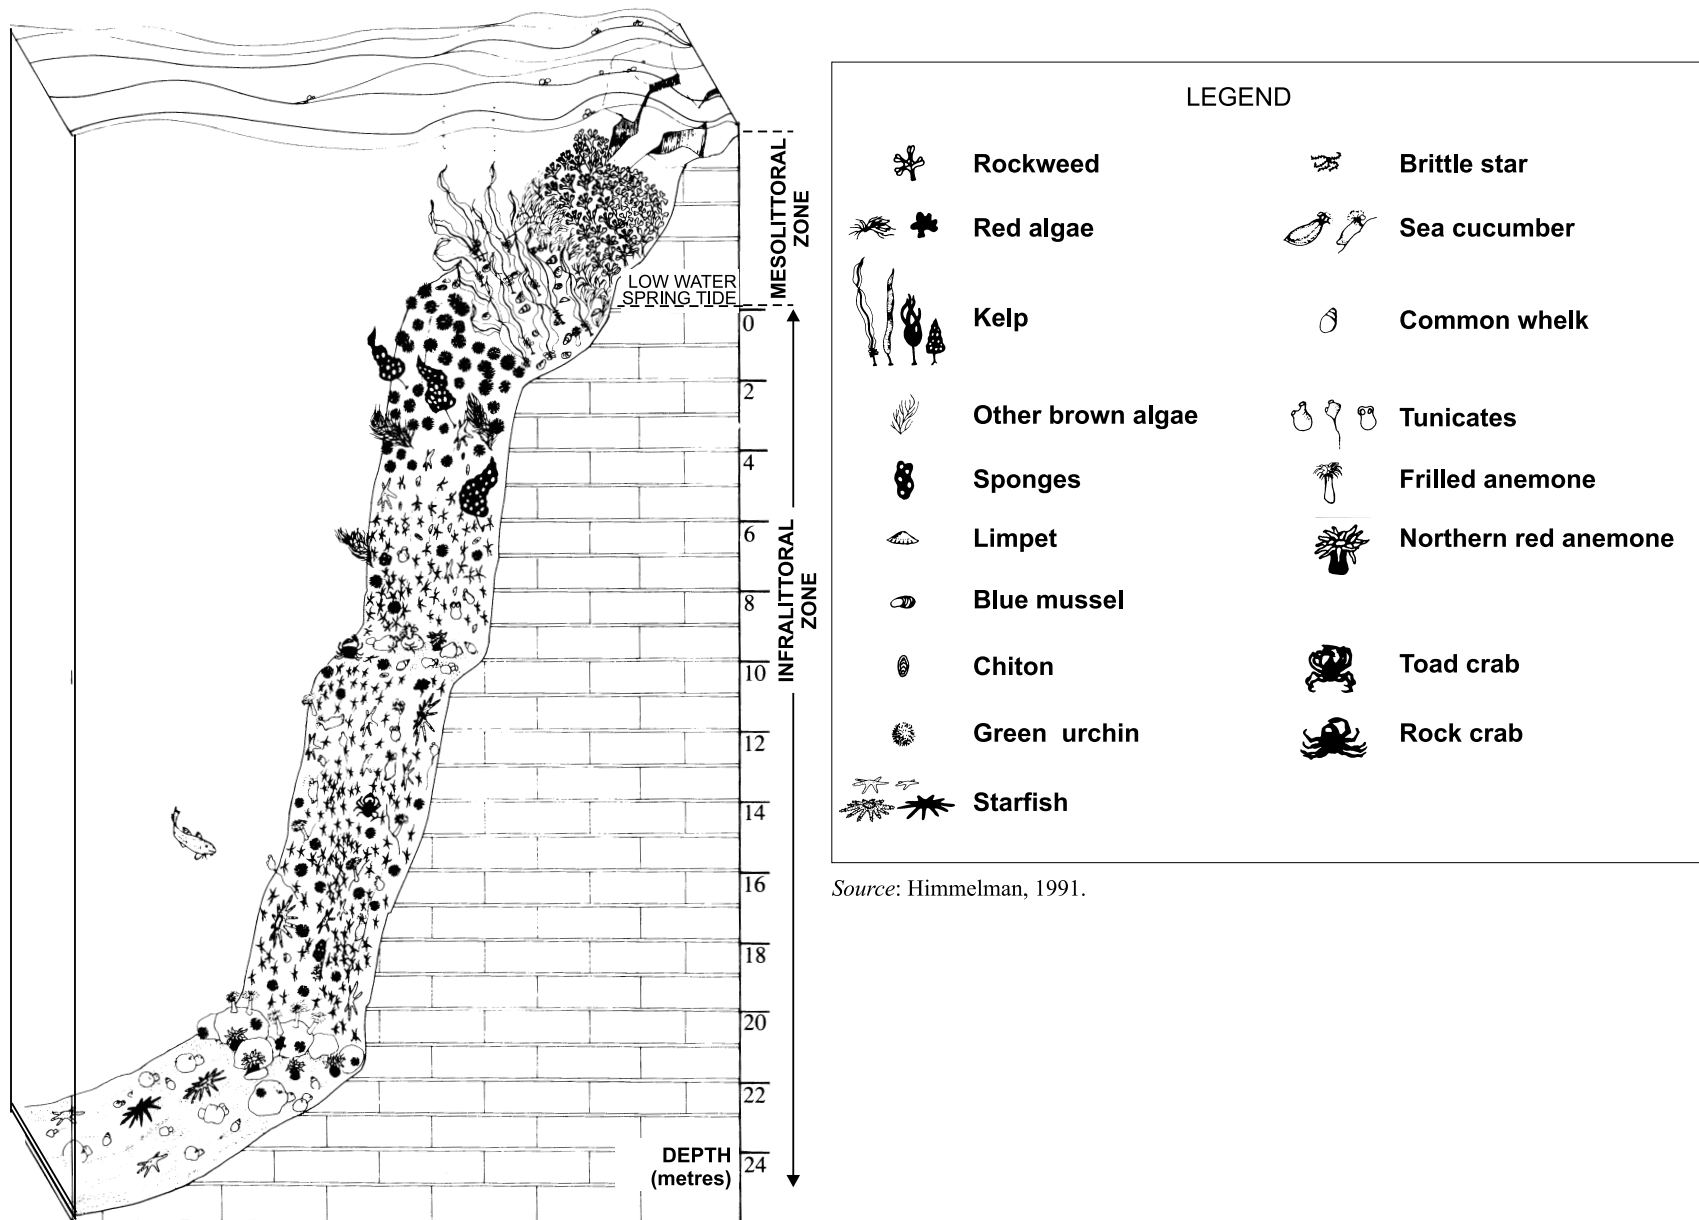 MESOLITTORAL
ZONE
LOW WATER
SPRING TIDE
0
2
4
6
8
10
12
14
16
18
20
22
24
INFRALITTORAL
ZONE
DEPTH
(metres)
LEGEND
Rockweed
Red algae
Kelp
Other brown algae
Sponges
Limpet
Blue mussel
Chiton
Green urchin
Starfish
Brittle star
Sea cucumber
Common whelk
Tunicates
Frilled anemone
Northern red anemone
Toad crab
Rock crab
Source: Himmelman, 1991.